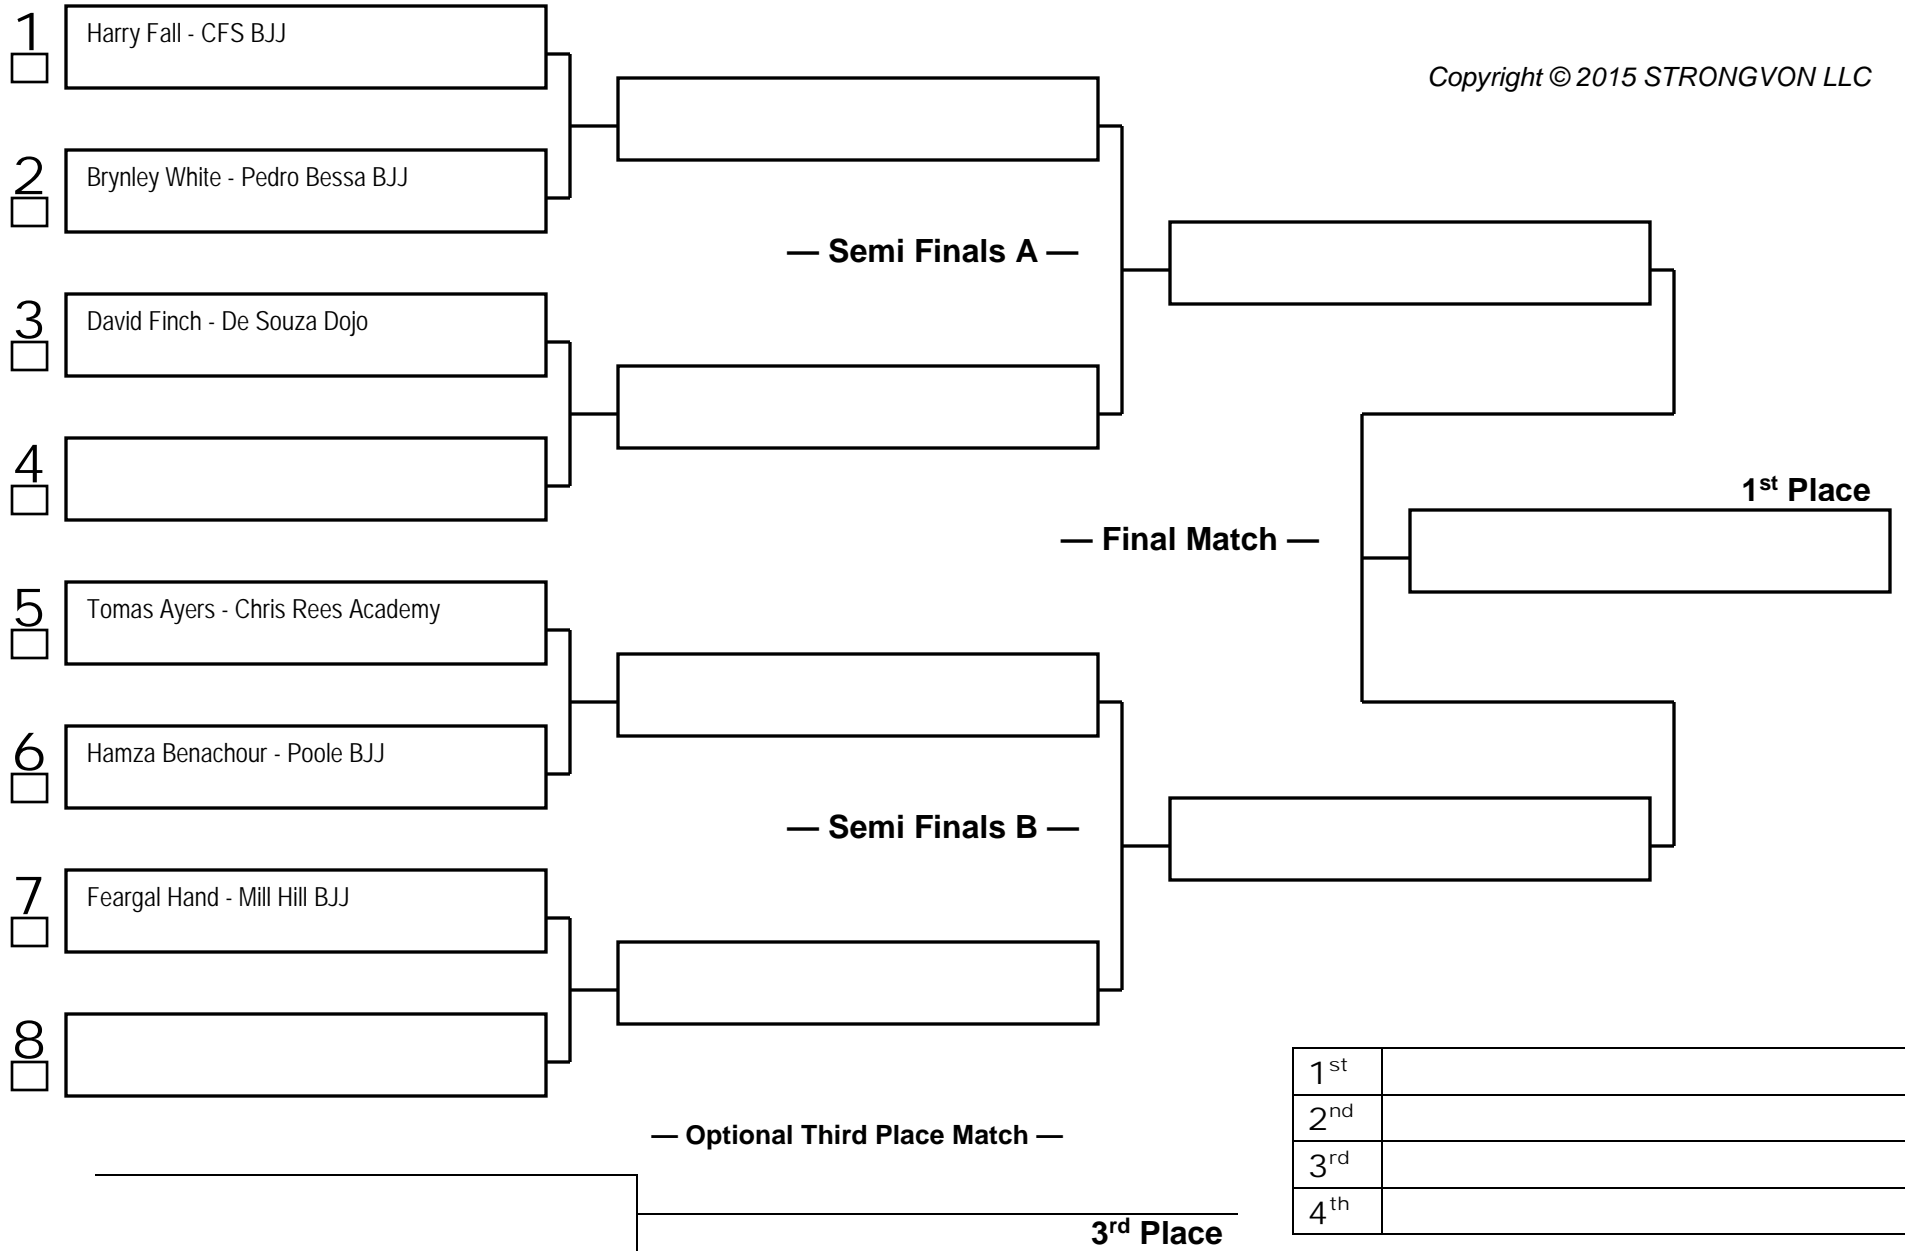 1
Harry Fall - CFS BJJ
Copyright © 2015 STRONGVON LLC
2
Brynley White - Pedro Bessa BJJ
— Semi Finals A —
3
David Finch - De Souza Dojo
4
1st Place
— Final Match —
5
Tomas Ayers - Chris Rees Academy
6
Hamza Benachour - Poole BJJ
— Semi Finals B —
7
Feargal Hand - Mill Hill BJJ
8
— Optional Third Place Match —
3rd Place
1st
2nd
3rd
4th